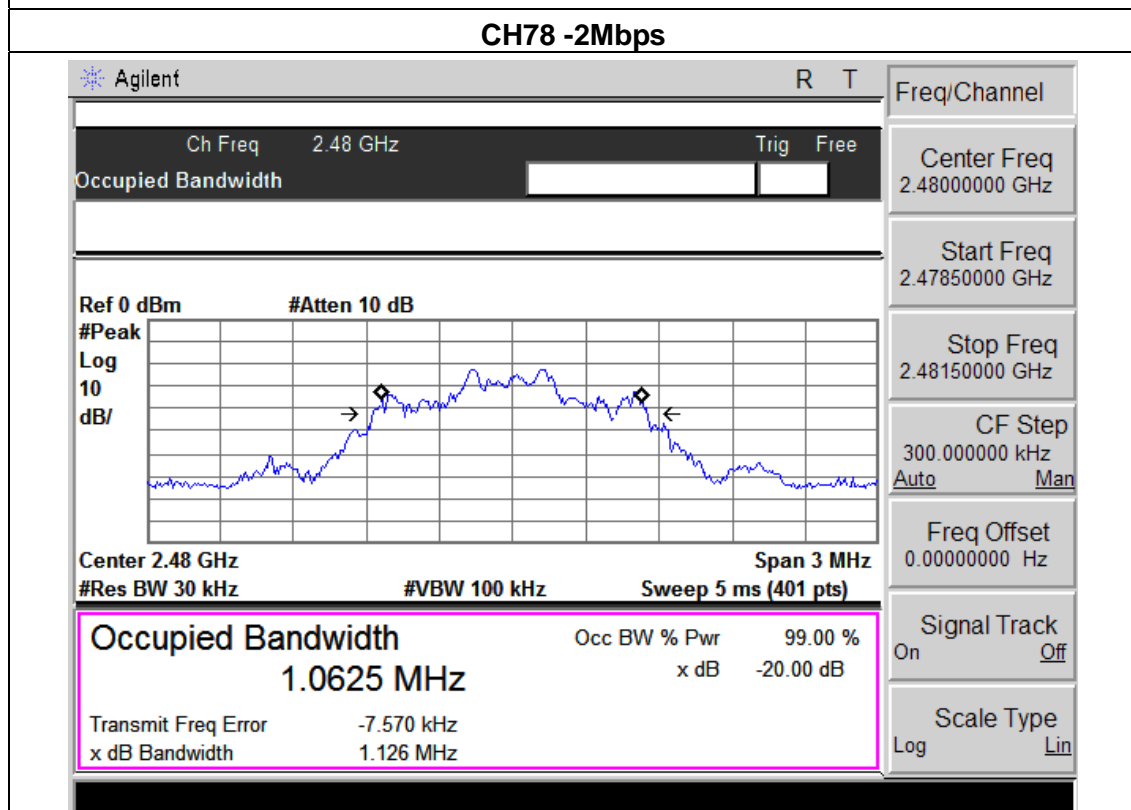 CH78 -2Mbps
Agilent R T
Ch Freq 2.48 GHz Trig Free
Occupied Bandwidth
Ref 0 dBm #Atten 10 dB
#Peak
Log
10
dB/
Center 2.48 GHz Span 3 MHz
#Res BW 30 kHz #VBW 100 kHz Sweep 5 ms (401 pts)
Occupied Bandwidth Occ BW % Pwr 99.00 %
1.0625 MHz x dB -20.00 dB
Transmit Freq Error -7.570 kHz
x dB Bandwidth 1.126 MHz
Freq/Channel
Center Freq
2.48000000 GHz
Start Freq
2.47850000 GHz
Stop Freq
2.48150000 GHz
CF Step
300.000000 kHz
Auto Man
Freq Offset
0.00000000 Hz
Signal Track
On Off
Scale Type
Log Lin